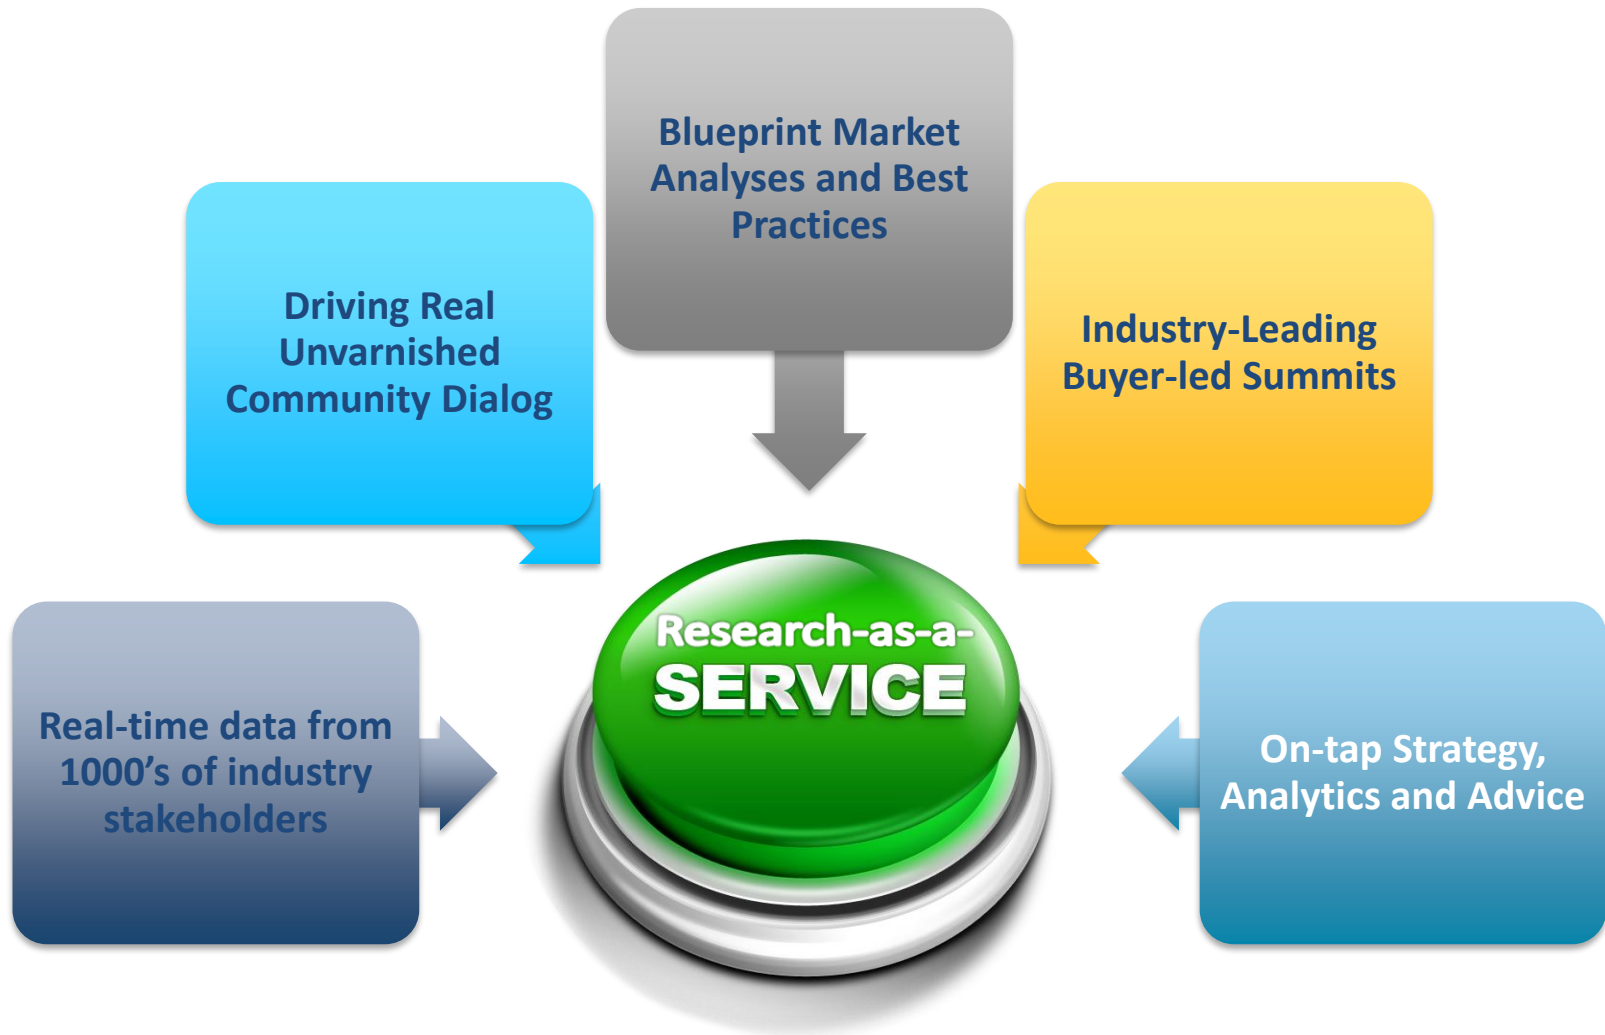 Blueprint Market
Analyses and Best
Practices
Driving Real
Unvarnished
Community Dialog
Industry-Leading
Buyer-led Summits
Real-time data from
1000’s of industry
stakeholders
Research-as-a-
SERVICE
On-tap Strategy,
Analytics and Advice